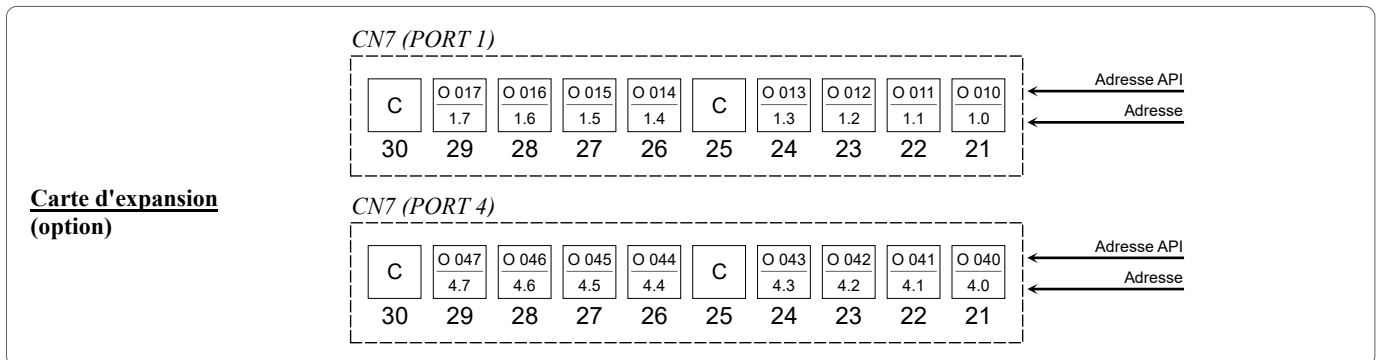 CN7 (PORT 1)
C O 017 O 016 O 015 O 014 C O 013 O 012 O 011 O 010 Adresse API
1.7 1.6 1.5 1.4 1.3 1.2 1.1 1.0 Adresse
30 29 28 27 26 25 24 23 22 21
Carte d'expansion
(option)
CN7 (PORT 4)
C O 047 O 046 O 045 O 044 C O 043 O 042 O 041 O 040 Adresse API
4.7 4.6 4.5 4.4 4.3 4.2 4.1 4.0 Adresse
30 29 28 27 26 25 24 23 22 21